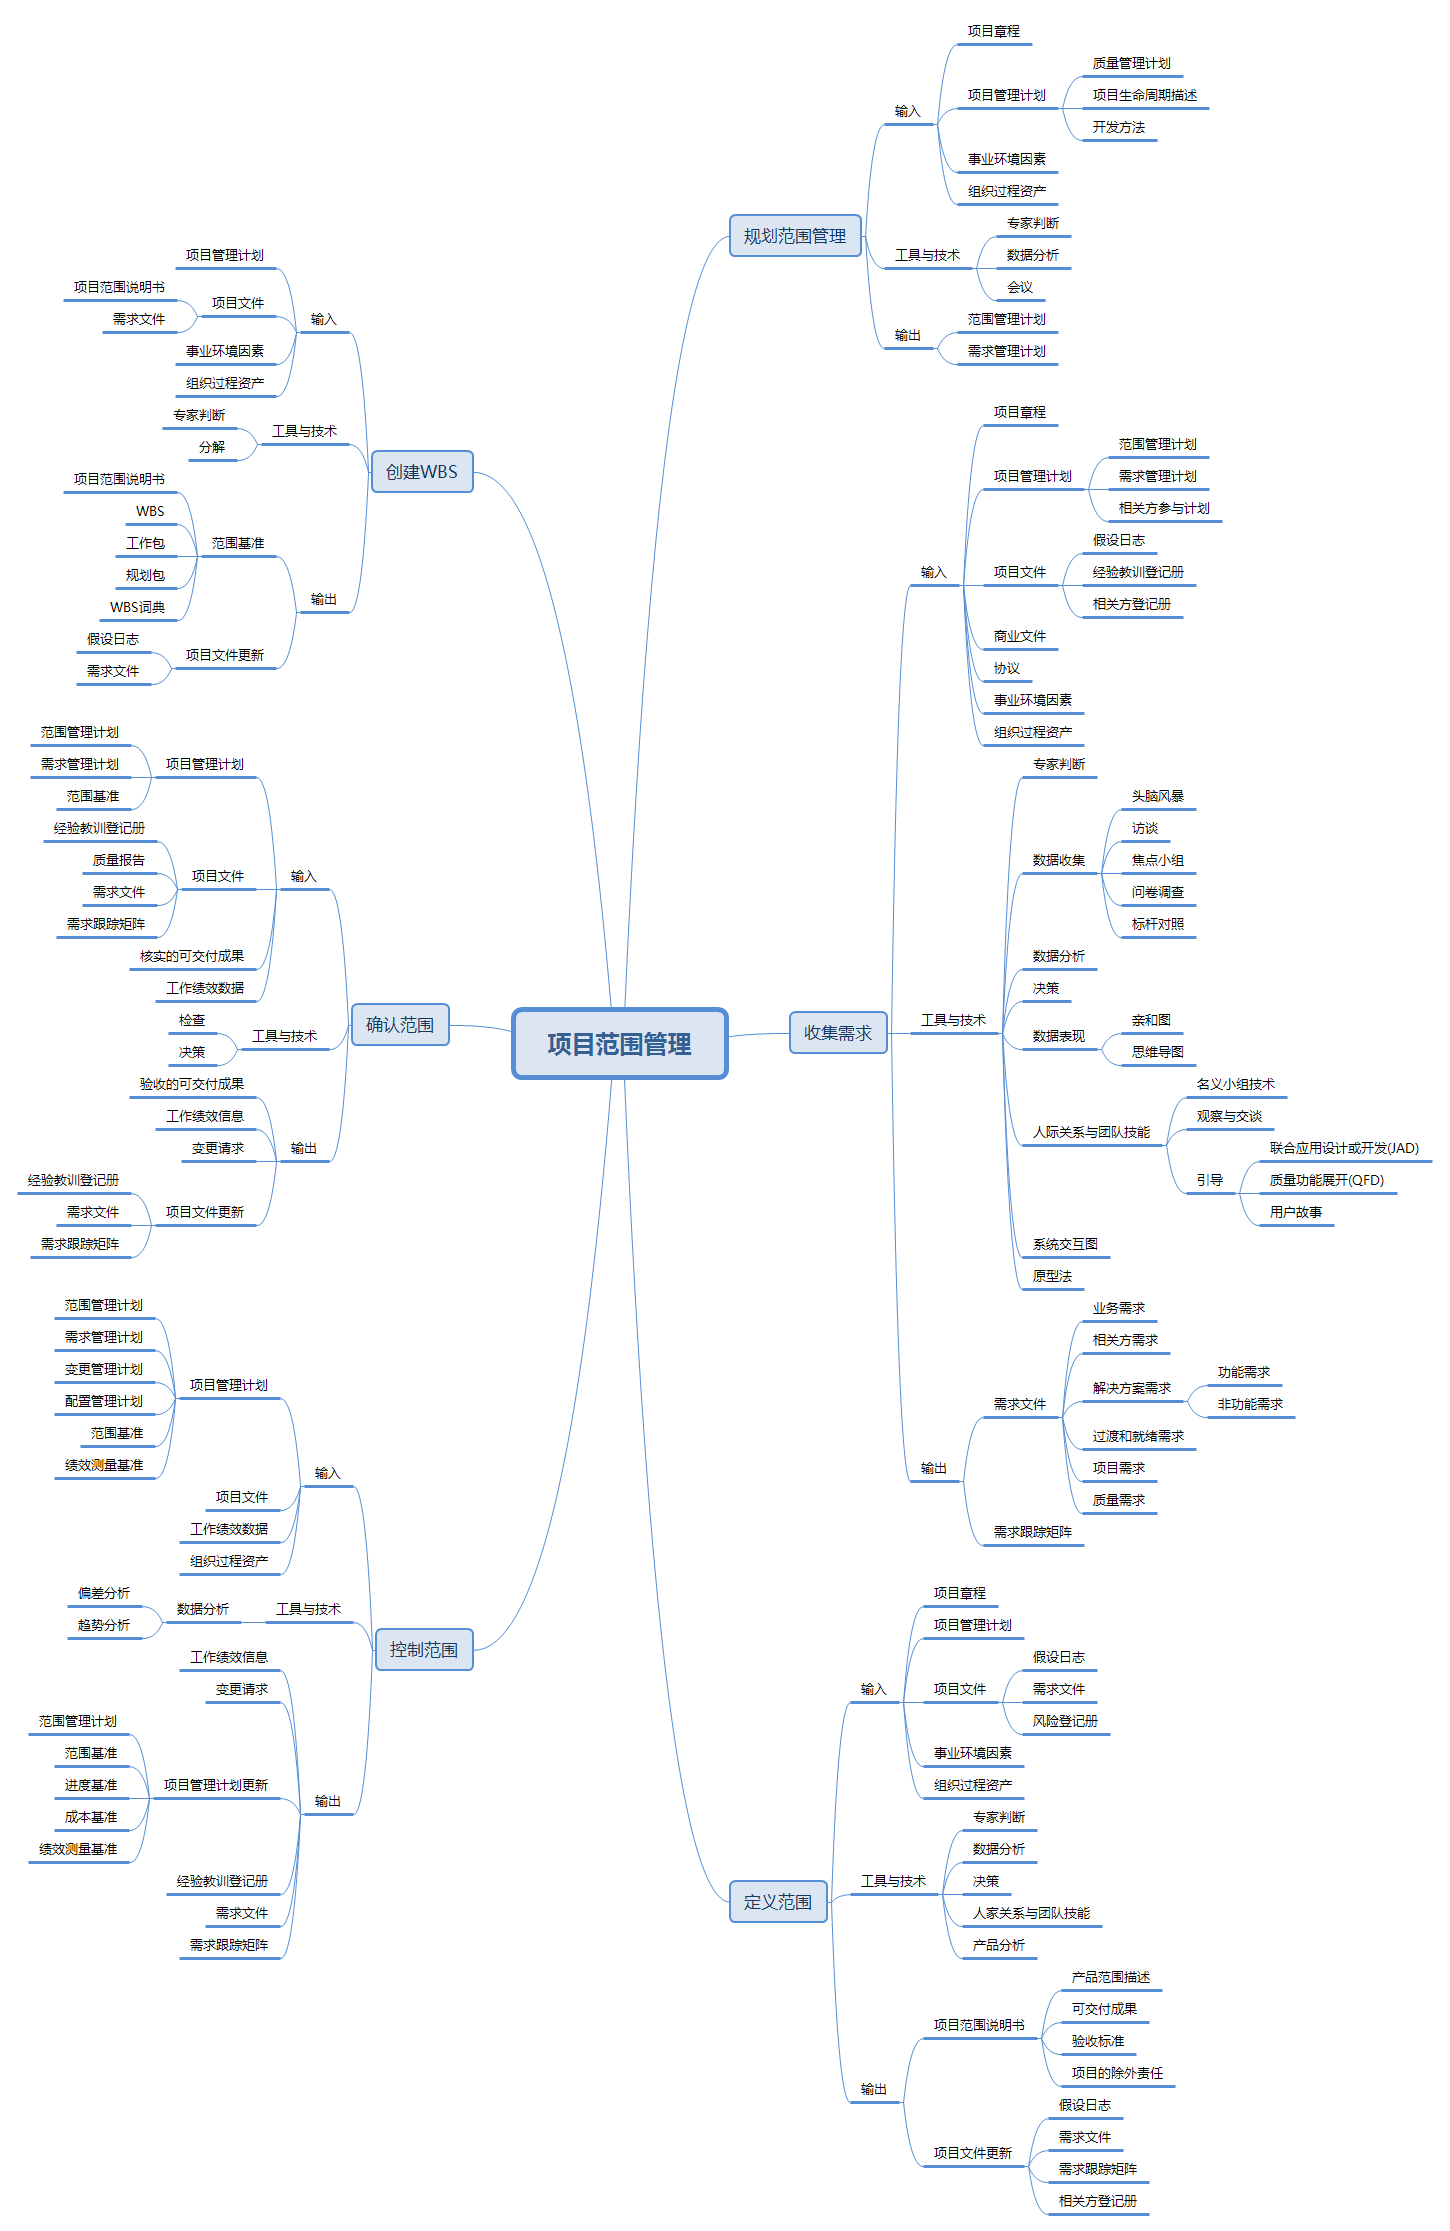 项目范围管理
规划范围管理
输入
项目章程
项目管理计划
质量管理计划
项目生命周期描述
开发方法
事业环境因素
组织过程资产
工具与技术
专家判断
数据分析
会议
输出
范围管理计划
需求管理计划
收集需求
输入
项目章程
项目管理计划
范围管理计划
需求管理计划
相关方参与计划
项目文件
假设日志
经验教训登记册
相关方登记册
商业文件
协议
事业环境因素
组织过程资产
工具与技术
专家判断
数据收集
头脑风暴
访谈
焦点小组
问卷调查
标杆对照
数据分析
决策
数据表现
亲和图
思维导图
人际关系与团队技能
名义小组技术
观察与交谈
引导
联合应用设计或开发(JAD)
质量功能展开(QFD)
用户故事
系统交互图
原型法
输出
需求文件
业务需求
相关方需求
解决方案需求
功能需求
非功能需求
过渡和就绪需求
项目需求
质量需求
需求跟踪矩阵
定义范围
输入
项目章程
项目管理计划
项目文件
假设日志
需求文件
风险登记册
事业环境因素
组织过程资产
工具与技术
专家判断
数据分析
决策
人家关系与团队技能
产品分析
输出
项目范围说明书
产品范围描述
可交付成果
验收标准
项目的除外责任
项目文件更新
假设日志
需求文件
需求跟踪矩阵
相关方登记册
创建WBS
输入
项目管理计划
项目文件
项目范围说明书
需求文件
事业环境因素
组织过程资产
工具与技术
专家判断
分解
输出
范围基准
项目范围说明书
WBS
工作包
规划包
WBS词典
项目文件更新
假设日志
需求文件
确认范围
输入
项目管理计划
范围管理计划
需求管理计划
范围基准
项目文件
经验教训登记册
质量报告
需求文件
需求跟踪矩阵
核实的可交付成果
工作绩效数据
工具与技术
检查
决策
输出
验收的可交付成果
工作绩效信息
变更请求
项目文件更新
经验教训登记册
需求文件
需求跟踪矩阵
控制范围
输入
项目管理计划
范围管理计划
需求管理计划
变更管理计划
配置管理计划
范围基准
绩效测量基准
项目文件
工作绩效数据
组织过程资产
工具与技术
数据分析
偏差分析
趋势分析
输出
工作绩效信息
变更请求
项目管理计划更新
范围管理计划
范围基准
进度基准
成本基准
绩效测量基准
经验教训登记册
需求文件
需求跟踪矩阵